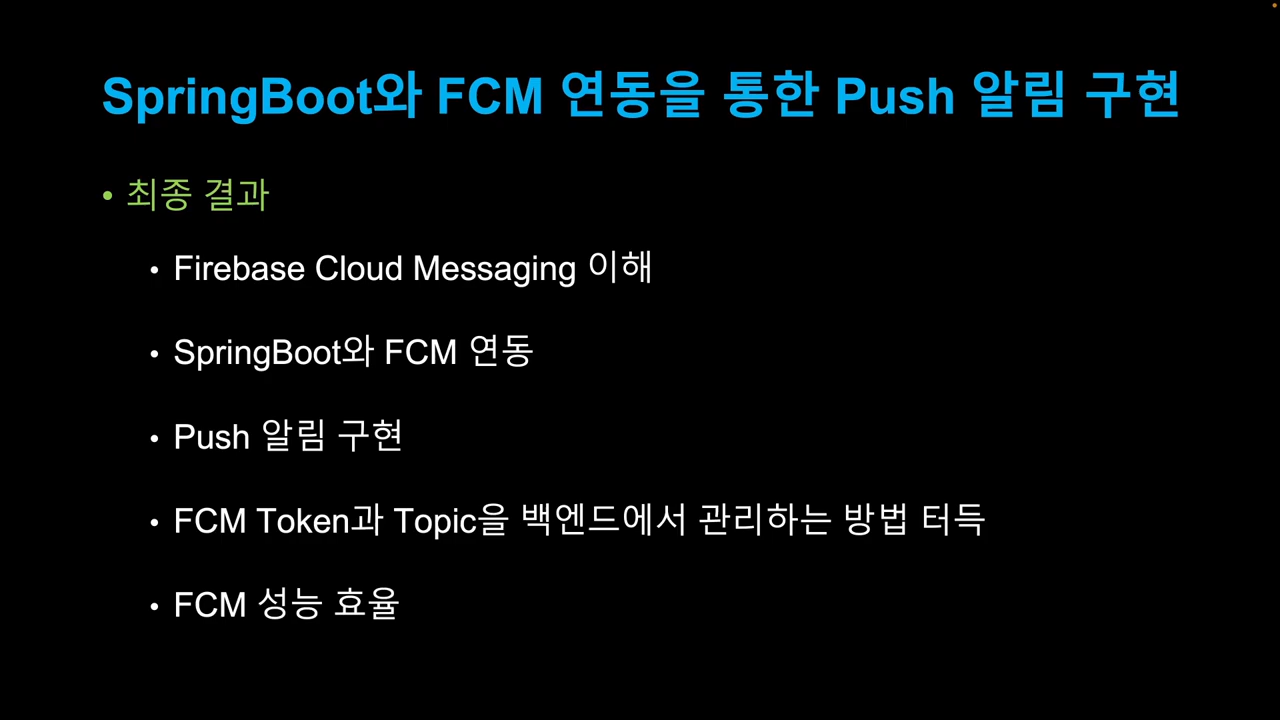 SpringBoot와 FCM 연동을 통한 Push 알림 구현
• 최종 결과
• Firebase Cloud Messaging 이해
• SpringBoot와 FCM 연동
• Push 알림 구현
• FCM Token과 Topic을 백엔드에서 관리하는 방법 터득
• FCM 성능 효율